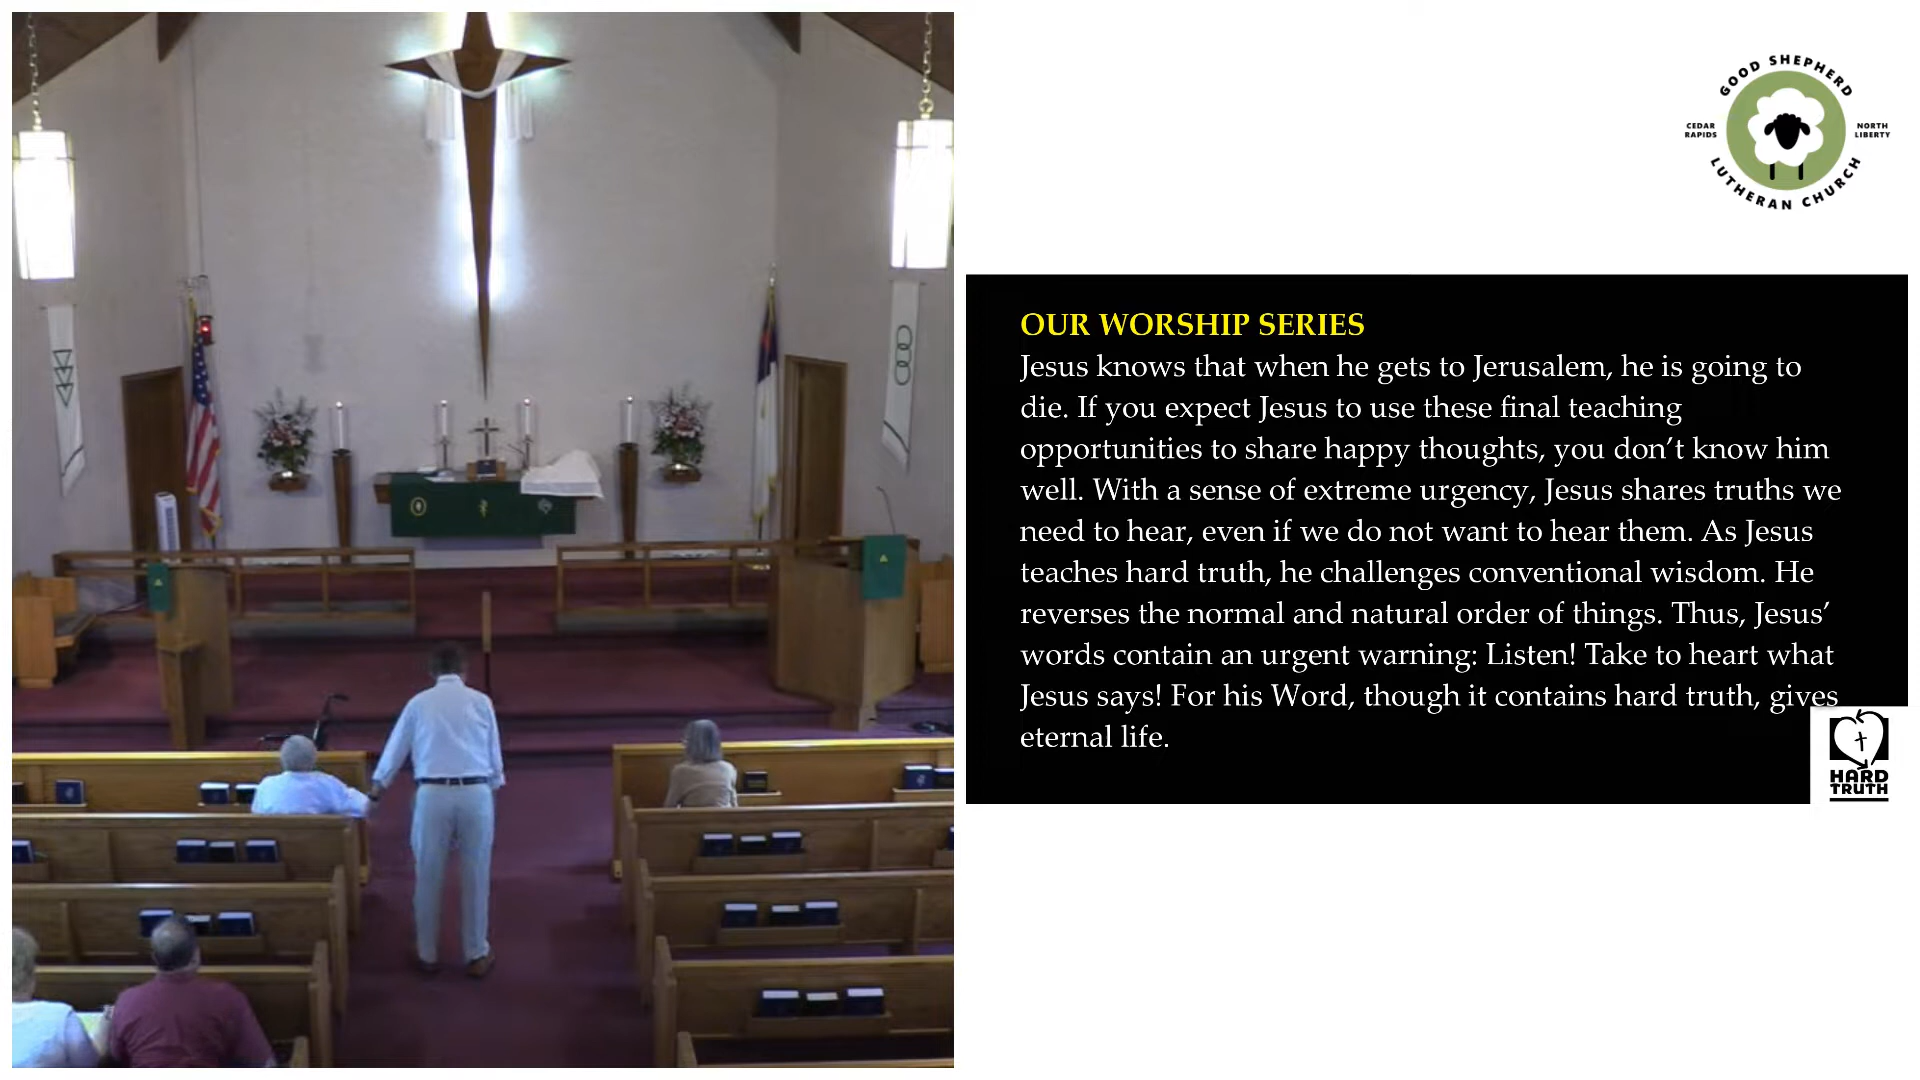 GOOD SHEPHERD
CEDAR
RAPIDS
NORTH
LIBERTY
LUTHERAN CHURCH
OUR WORSHIP SERIES
Jesus knows that when he gets to Jerusalem, he is going to
die. If you expect Jesus to use these final teaching
opportunities to share happy thoughts, you don’t know him
well. With a sense of extreme urgency, Jesus shares truths we
need to hear, even if we do not want to hear them. As Jesus
teaches hard truth, he challenges conventional wisdom. He
reverses the normal and natural order of things. Thus, Jesus’
words contain an urgent warning: Listen! Take to heart what
Jesus says! For his Word, though it contains hard truth, gives
eternal life.
HARD
TRUTH